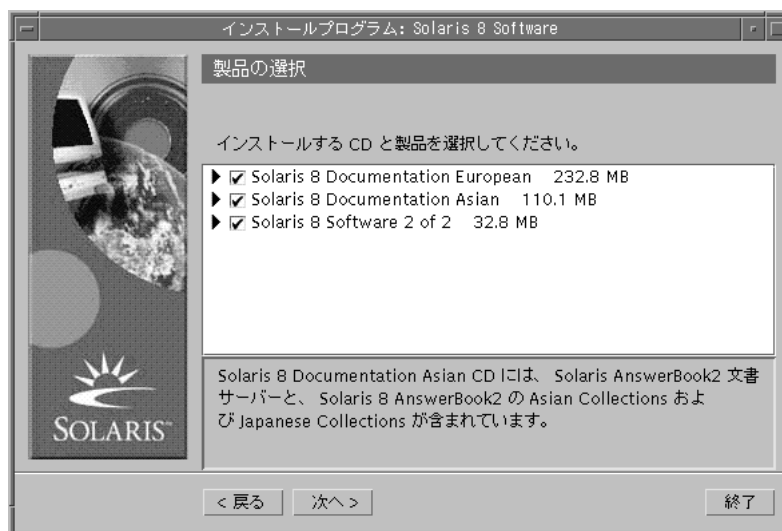 インストールプログラム: Solaris 8 Software
製品の選択
インストールする CD と製品を選択してください。
Solaris 8 Documentation European 232.8 MB
Solaris 8 Documentation Asian 110.1 MB
Solaris 8 Software 2 of 2 32.8 MB
Solaris 8 Documentation Asian CD には、 Solaris AnswerBook2 文書
サーバーと、 Solaris 8 AnswerBook2 の Asian Collections およ
び Japanese Collections が含まれています。
SOLARIS™
< 戻る 次へ > 終了